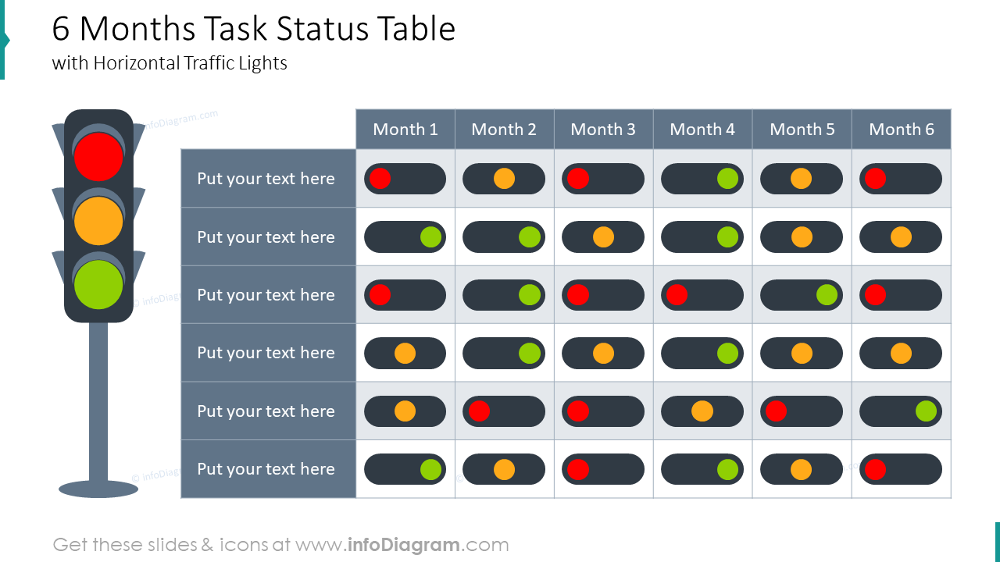 6 Months Task Status Table
with Horizontal Traffic Lights
infoDiagram.com
Month 1 Month 2 Month 3 Month 4 Month 5 Month 6
Put your text here
Put your text here
Put your text here
© infoDiagram
Put your text here
Put your text here
Put your text here
© infoDiagram
Get these slides & icons at www.infoDiagram.com